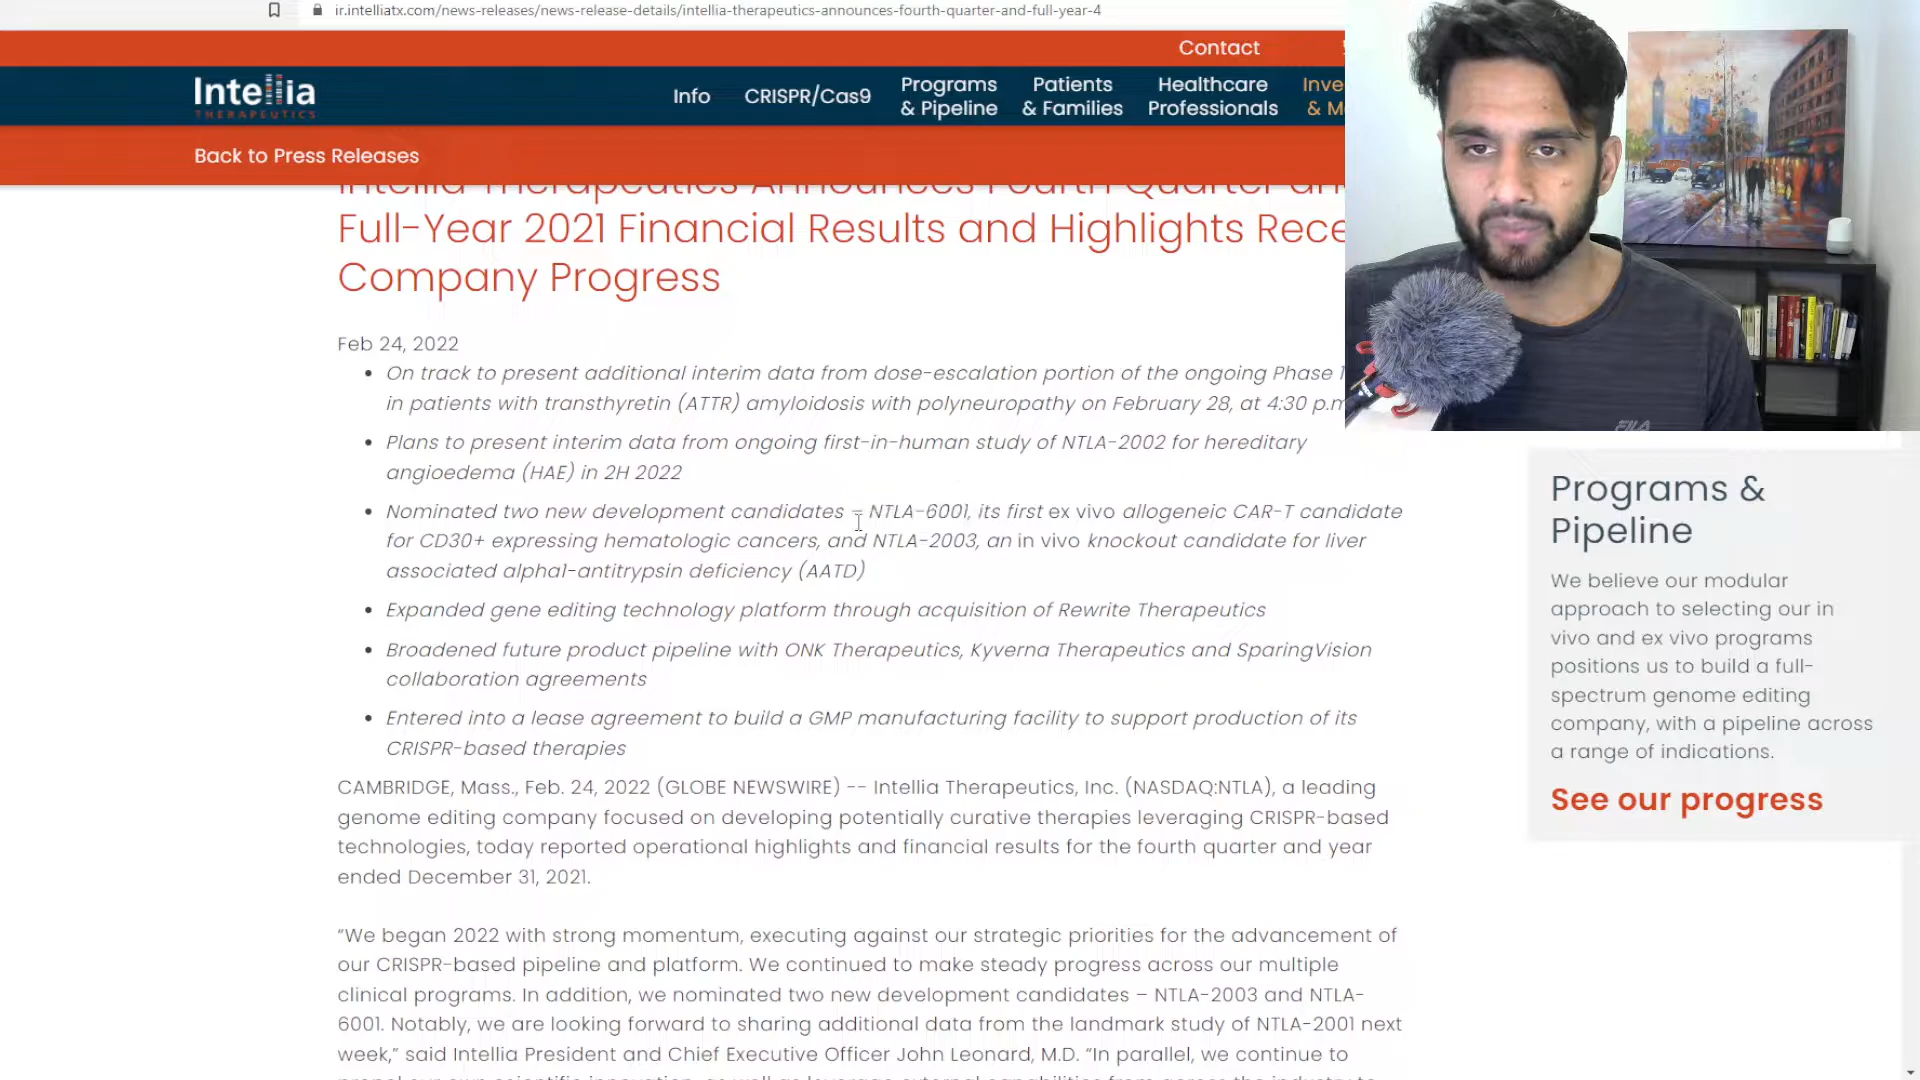 ir.intelliatx.com/news-releases/news-release-details/intellia-therapeutics-announces-fourth-quarter-and-full-year-4
Contact
Intellia
THERAPEUTICS
Info
CRISPR/Cas9
Programs
& Pipeline
Patients
& Families
Healthcare
Professionals
Inve
& M
Back to Press Releases
Intellia Therapeutics Announces Fourth Quarter an
Full-Year 2021 Financial Results and Highlights Rece
Company Progress
Feb 24, 2022
• On track to present additional interim data from dose-escalation portion of the ongoing Phase 1
in patients with transthyretin (ATTR) amyloidosis with polyneuropathy on February 28, at 4:30 p.m
• Plans to present interim data from ongoing first-in-human study of NTLA-2002 for hereditary
angioedema (HAE) in 2H 2022
• Nominated two new development candidates – NTLA-6001, its first ex vivo allogeneic CAR-T candidate
for CD30+ expressing hematologic cancers, and NTLA-2003, an in vivo knockout candidate for liver
associated alpha1-antitrypsin deficiency (AATD)
• Expanded gene editing technology platform through acquisition of Rewrite Therapeutics
• Broadened future product pipeline with ONK Therapeutics, Kyverna Therapeutics and SparingVision
collaboration agreements
• Entered into a lease agreement to build a GMP manufacturing facility to support production of its
CRISPR-based therapies
CAMBRIDGE, Mass., Feb. 24, 2022 (GLOBE NEWSWIRE) -- Intellia Therapeutics, Inc. (NASDAQ:NTLA), a leading
genome editing company focused on developing potentially curative therapies leveraging CRISPR-based
technologies, today reported operational highlights and financial results for the fourth quarter and year
ended December 31, 2021.
“We began 2022 with strong momentum, executing against our strategic priorities for the advancement of
our CRISPR-based pipeline and platform. We continued to make steady progress across our multiple
clinical programs. In addition, we nominated two new development candidates – NTLA-2003 and NTLA-
6001. Notably, we are looking forward to sharing additional data from the landmark study of NTLA-2001 next
week,” said Intellia President and Chief Executive Officer John Leonard, M.D. “In parallel, we continue to
FILA
Programs &
Pipeline
We believe our modular
approach to selecting our in
vivo and ex vivo programs
positions us to build a full-
spectrum genome editing
company, with a pipeline across
a range of indications.
See our progress